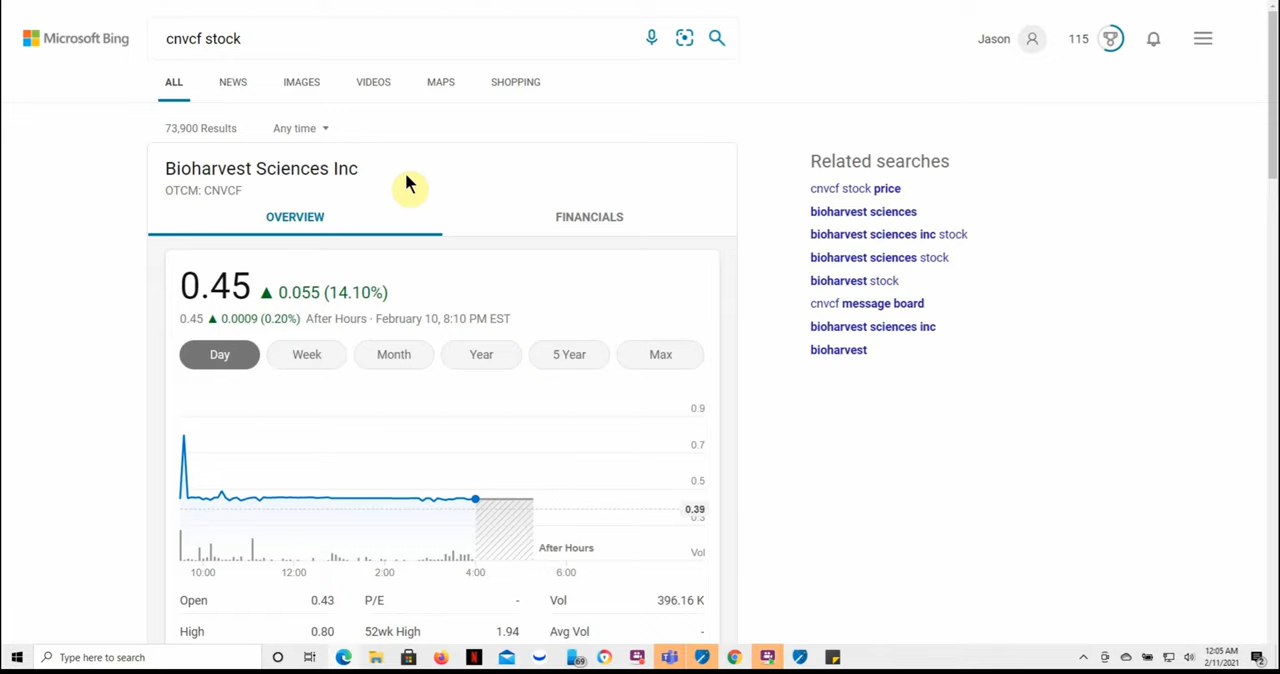 Microsoft Bing
cnvcf stock
Jason
115
ALL NEWS IMAGES VIDEOS MAPS SHOPPING
73,900 Results Any time
Bioharvest Sciences Inc
OTCM: CNVCF
OVERVIEW FINANCIALS
0.45 ▲ 0.055 (14.10%)
0.45 ▲ 0.0009 (0.20%) After Hours · February 10, 8:10 PM EST
Day Week Month Year 5 Year Max
0.9
0.7
0.5
0.39
0.3
After Hours
Vol
10:00 12:00 2:00 4:00 6:00
Open 0.43 P/E - Vol 396.16 K
High 0.80 52wk High 1.94 Avg Vol -
Related searches
cnvcf stock price
bioharvest sciences
bioharvest sciences inc stock
bioharvest sciences stock
bioharvest stock
cnvcf message board
bioharvest sciences inc
bioharvest
Type here to search
69
12:05 AM
2/11/2021
2